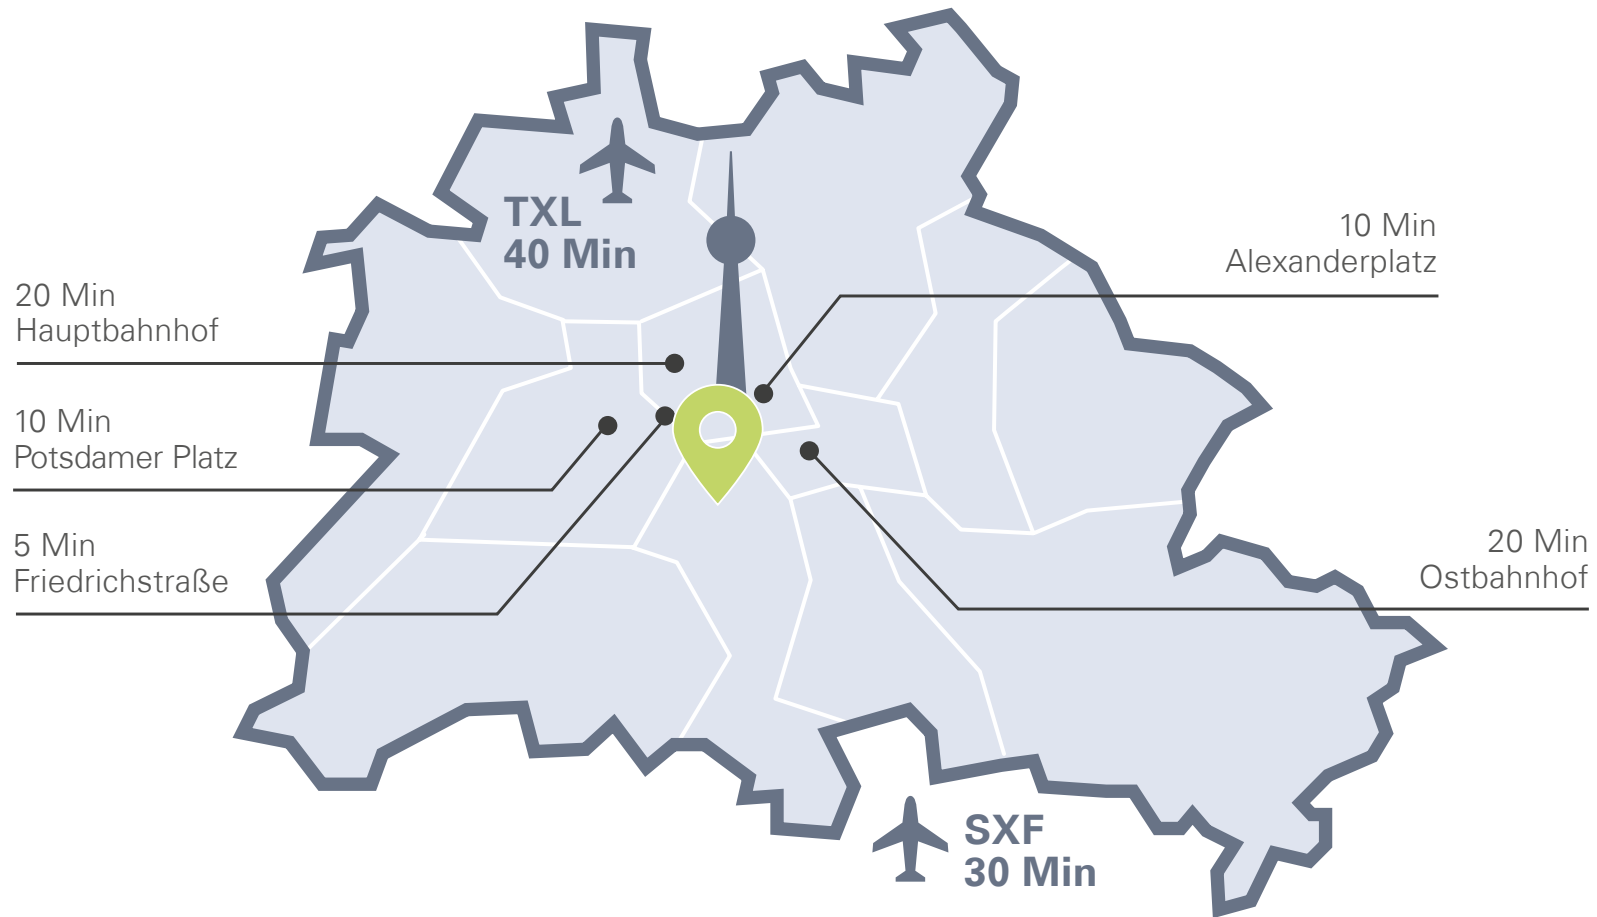 TXL
40 Min
10 Min
Alexanderplatz
20 Min
Hauptbahnhof
10 Min
Potsdamer Platz
5 Min
Friedrichstraße
20 Min
Ostbahnhof
SXF
30 Min